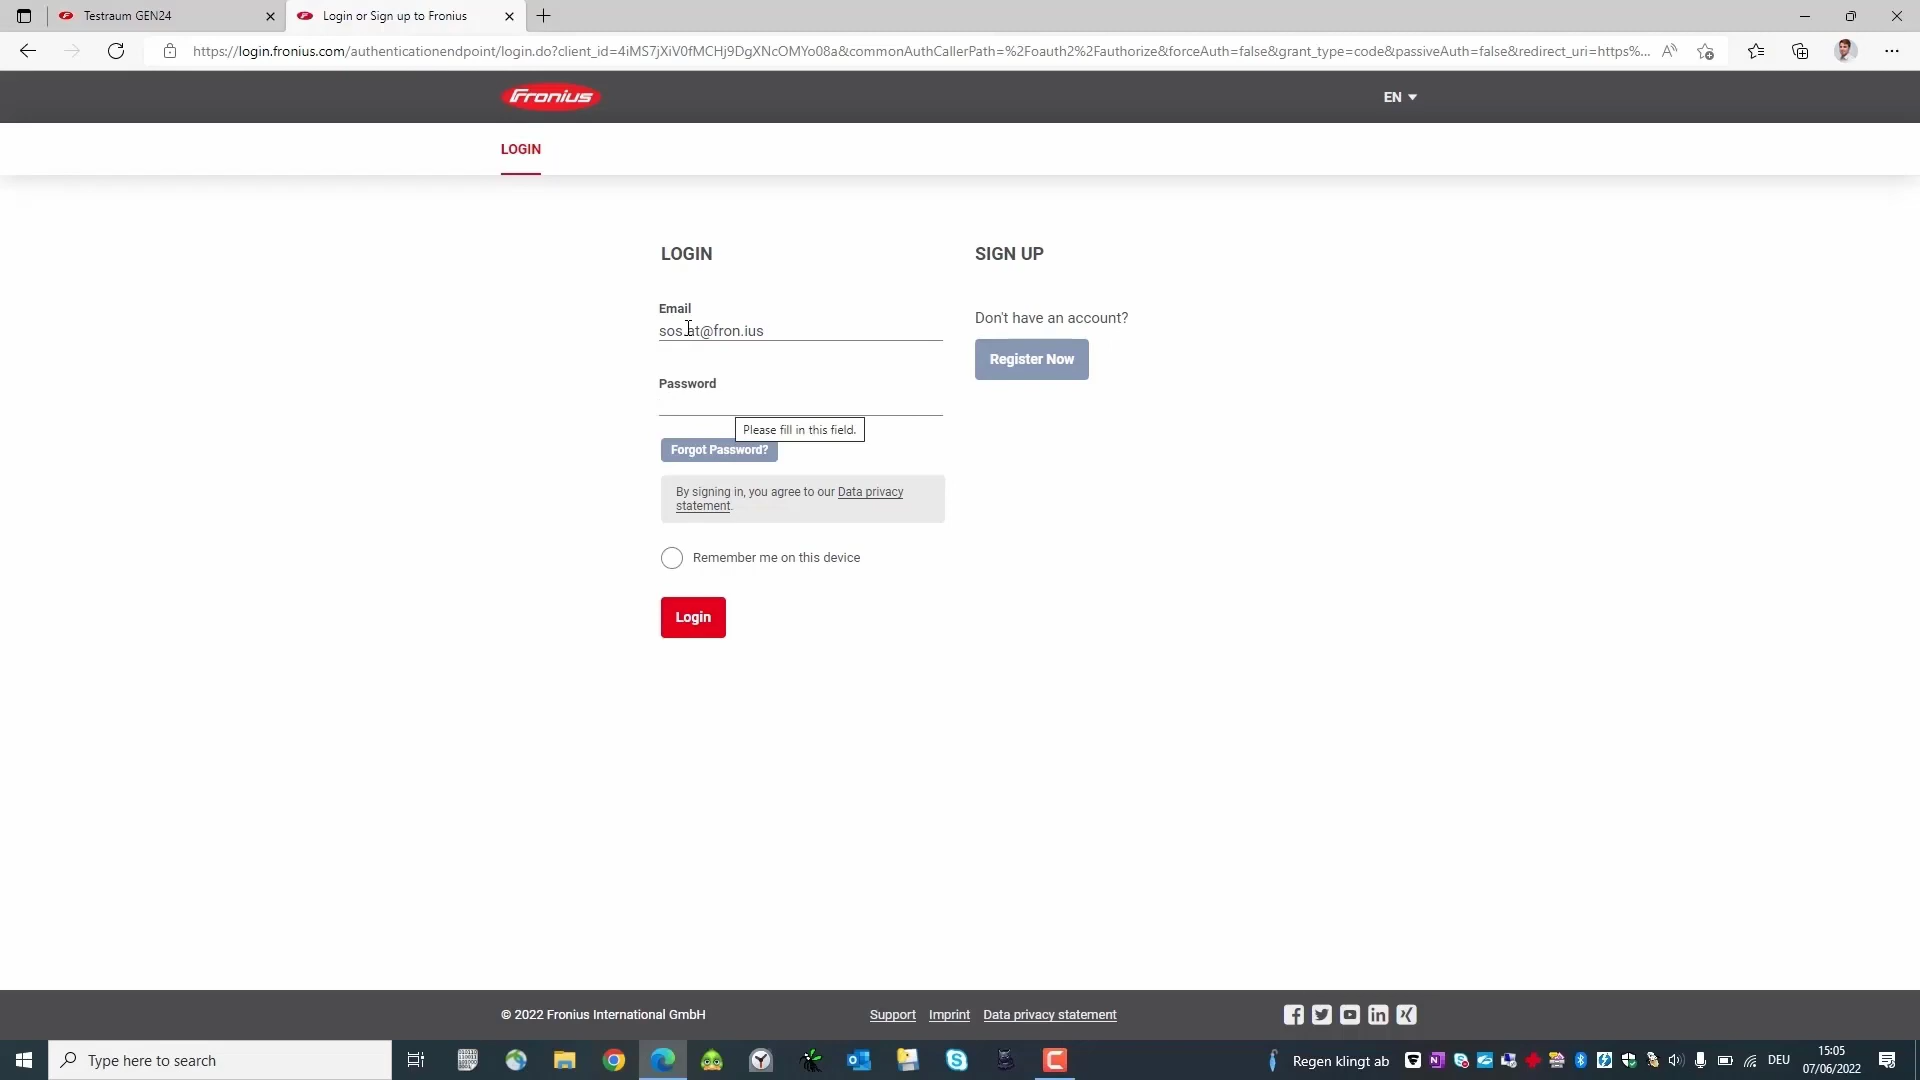 Testraum GEN24
Login or Sign up to Fronius
https://login.fronius.com/authenticationendpoint/login.do?client_id=4iMS7jXiV0fMCHj9DgXNcOMYo08a&commonAuthCallerPath=%2Foauth2%2Fauthorize&forceAuth=false&grant_type=code&passiveAuth=false&redirect_uri=https%...
Fronius
EN
LOGIN
LOGIN
Email
sos.at@fron.ius
Password
Please fill in this field.
Forgot Password?
By signing in, you agree to our Data privacy
statement.
Remember me on this device
Login
SIGN UP
Don't have an account?
Register Now
© 2022 Fronius International GmbH
Support
Imprint
Data privacy statement
Type here to search
Regen klingt ab
DEU
15:05
07/06/2022